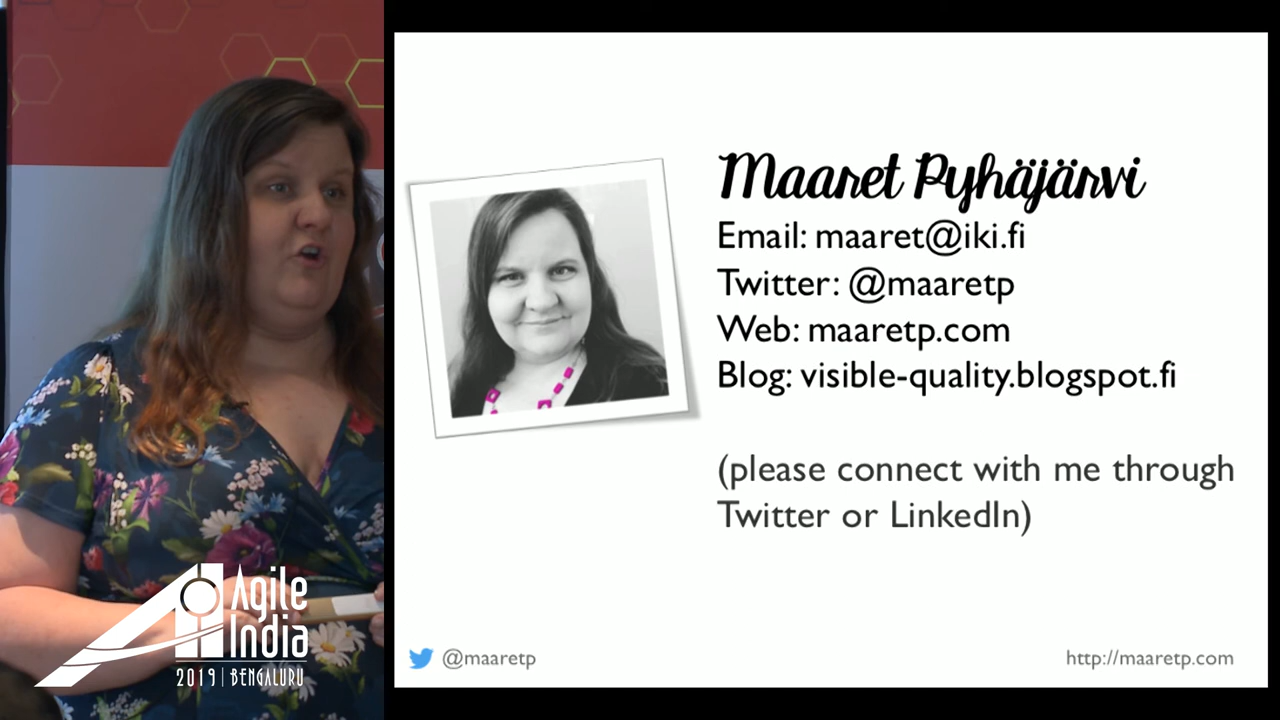 Maaret Pyhäjärvi
Email: maaret@iki.fi
Twitter: @maaretp
Web: maaretp.com
Blog: visible-quality.blogspot.fi
(please connect with me through
Twitter or LinkedIn)
@maaretp
http://maaretp.com
Agile
India
2019 | BENGALURU